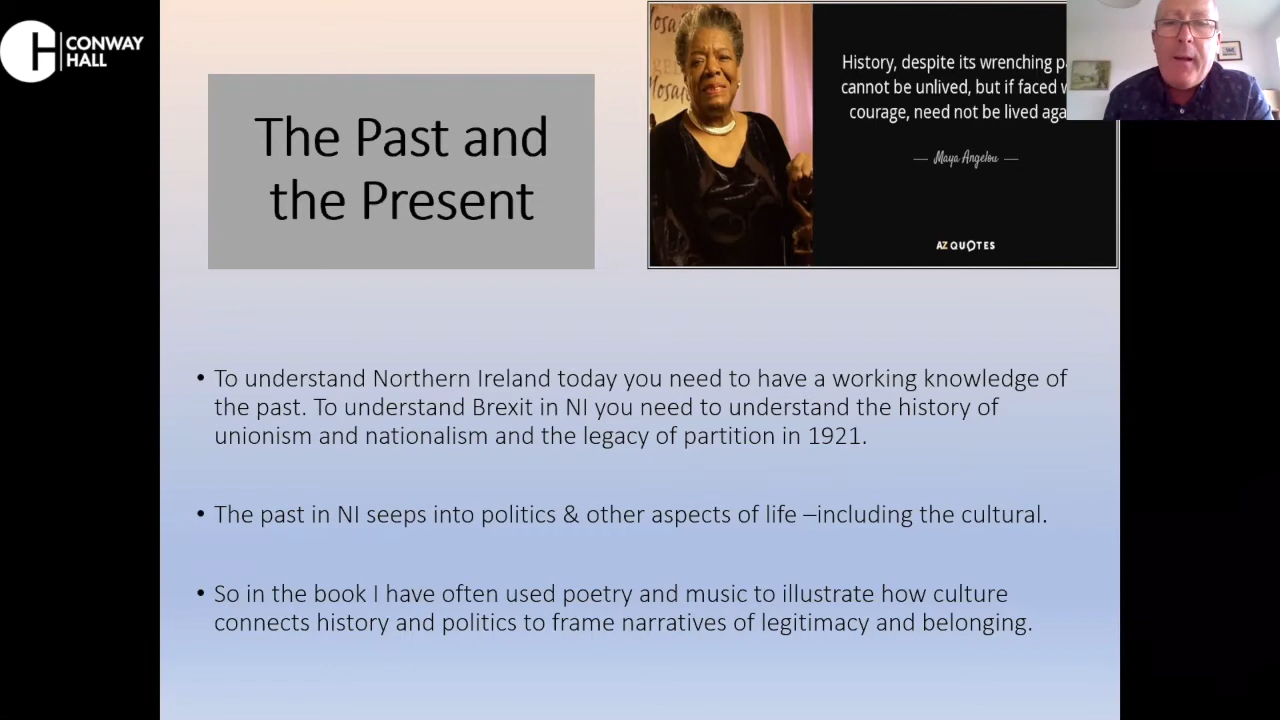 CONWAY
HALL
The Past and
the Present
History, despite its wrenching
cannot be unlived, but if faced
courage, need not be lived
— Maya Angelou —
AZ QUOTES
• To understand Northern Ireland today you need to have a working knowledge of
the past. To understand Brexit in NI you need to understand the history of
unionism and nationalism and the legacy of partition in 1921.
• The past in NI seeps into politics & other aspects of life –including the cultural.
• So in the book I have often used poetry and music to illustrate how culture
connects history and politics to frame narratives of legitimacy and belonging.